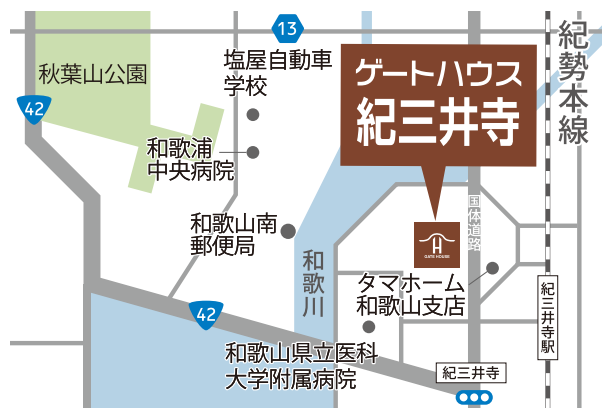 13
紀勢本線
塩屋自動車
学校
ゲートハウス
紀三井寺
秋葉山公園
42
和歌浦
中央病院
国体道路
和歌山南
郵便局
GATE HOUSE
和歌川
タマホーム
和歌山支店
紀三井寺駅
42
和歌山県立医科
大学附属病院
紀三井寺